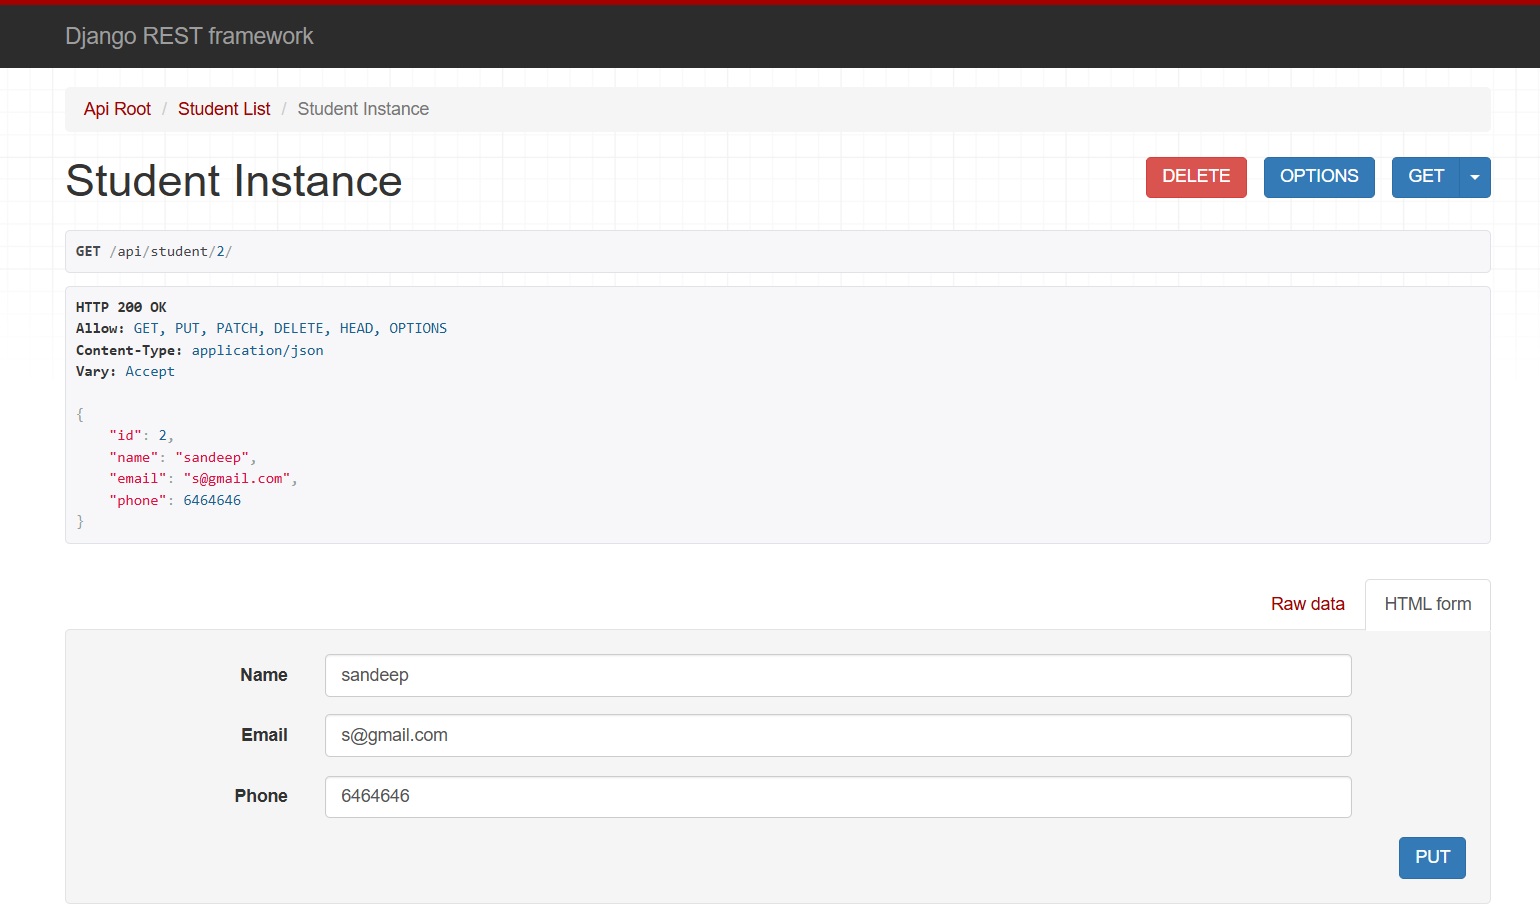 Django REST framework
Api Root / Student List / Student Instance
Student Instance
DELETE
OPTIONS
GET
GET /api/student/2/
HTTP 200 OK
Allow: GET, PUT, PATCH, DELETE, HEAD, OPTIONS
Content-Type: application/json
Vary: Accept
{
    "id": 2,
    "name": "sandeep",
    "email": "s@gmail.com",
    "phone": 6464646
}
Raw data
HTML form
Name
sandeep
Email
s@gmail.com
Phone
6464646
PUT